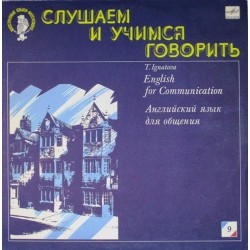 СЛУШАЕМ
И УЧИМСЯ
ГОВОРИТЬ
T. Ignatova
English
for Communication
Английский язык
для общения
9